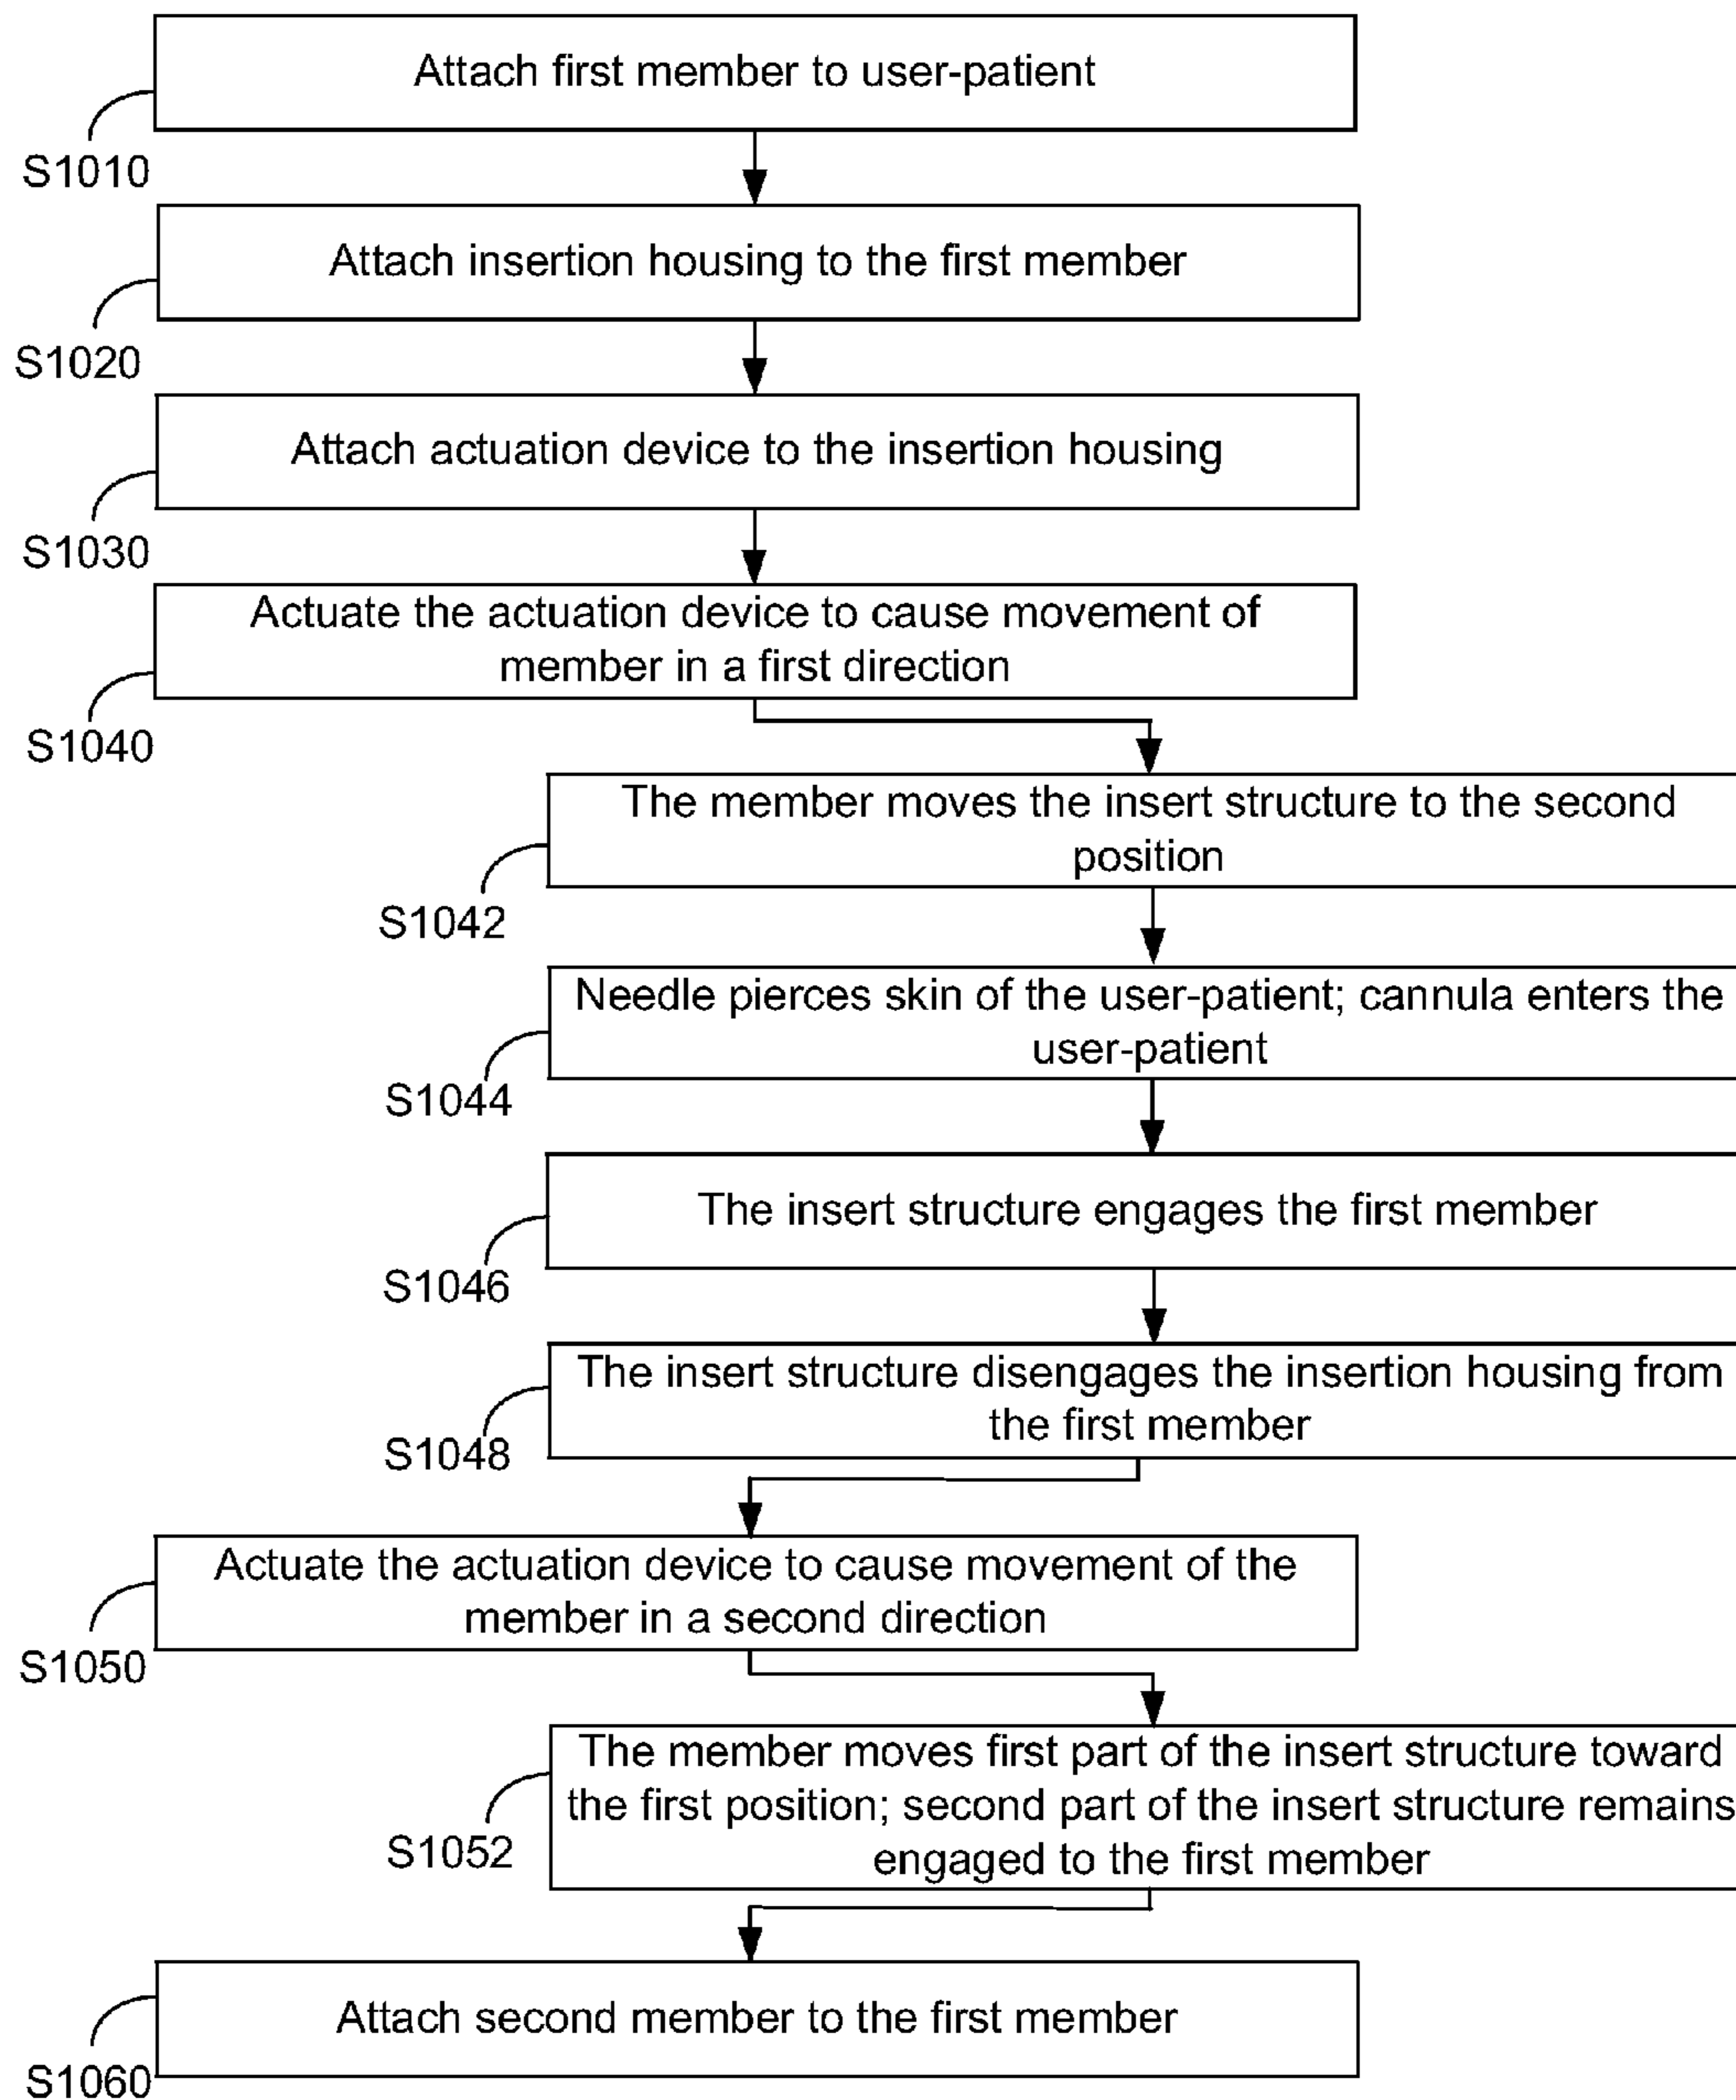 Attach first member to user-patient
S1010
Attach insertion housing to the first member
S1020
Attach actuation device to the insertion housing
S1030
Actuate the actuation device to cause movement of
member in a first direction
S1040
The member moves the insert structure to the second
position
S1042
Needle pierces skin of the user-patient; cannula enters the
user-patient
S1044
The insert structure engages the first member
S1046
The insert structure disengages the insertion housing from
the first member
S1048
Actuate the actuation device to cause movement of the
member in a second direction
S1050
The member moves first part of the insert structure toward
the first position; second part of the insert structure remains
engaged to the first member
S1052
Attach second member to the first member
S1060